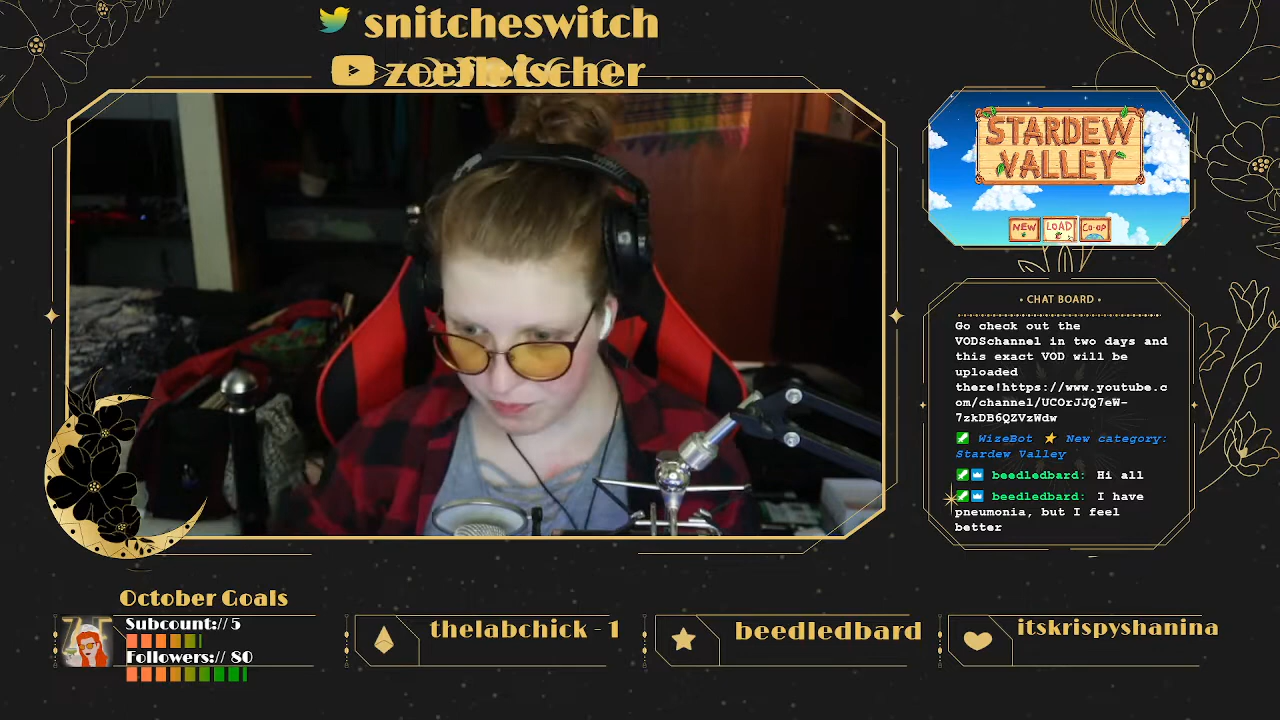 snitcheswitch
zoefleischer
STARDEW
VALLEY
NEW
LOAD
CO-OP
• CHAT BOARD •
Go check out the
VODSchannel in two days and
this exact VOD will be
uploaded
there!https://www.youtube.c
om/channel/UCOrJJQ7eW-
7zkDB6QZVzWdw
WizeBot ⭐ New category:
Stardew Valley
beedledbard: Hi all
beedledbard: I have
pneumonia, but I feel
better
October Goals
Subcount:// 5
Followers:// 80
thelabchick - 1
beedledbard
itskrispyshanina